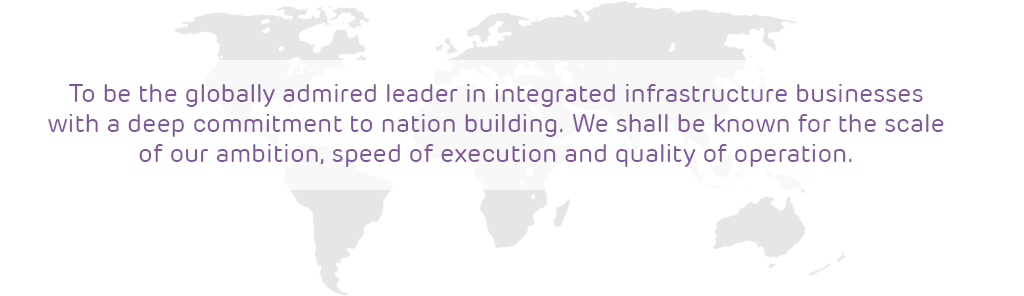 To be the globally admired leader in integrated infrastructure businesses
with a deep commitment to nation building. We shall be known for the scale
of our ambition, speed of execution and quality of operation.